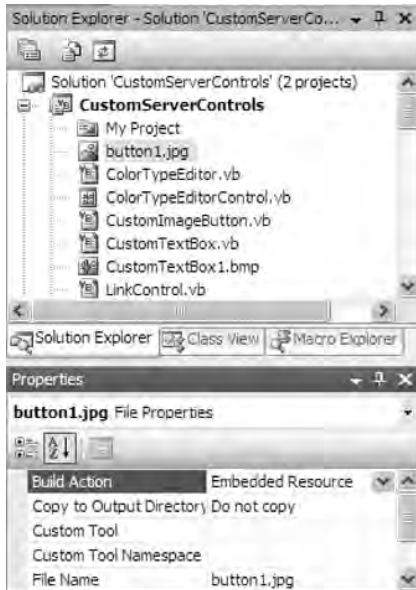 Solution Explorer - Solution 'CustomServerCo...
Solution 'CustomServerControls' (2 projects)
CustomServerControls
My Project
button1.jpg
ColorTypeEditor.vb
ColorTypeEditorControl.vb
CustomImageButton.vb
CustomTextBox.vb
CustomTextBox1.bmp
LinkControl.vb
Solution Explorer Class View Macro Explorer
Properties
button1.jpg File Properties
Build Action Embedded Resource
Copy to Output Directory Do not copy
Custom Tool
Custom Tool Namespace
File Name button1.jpg